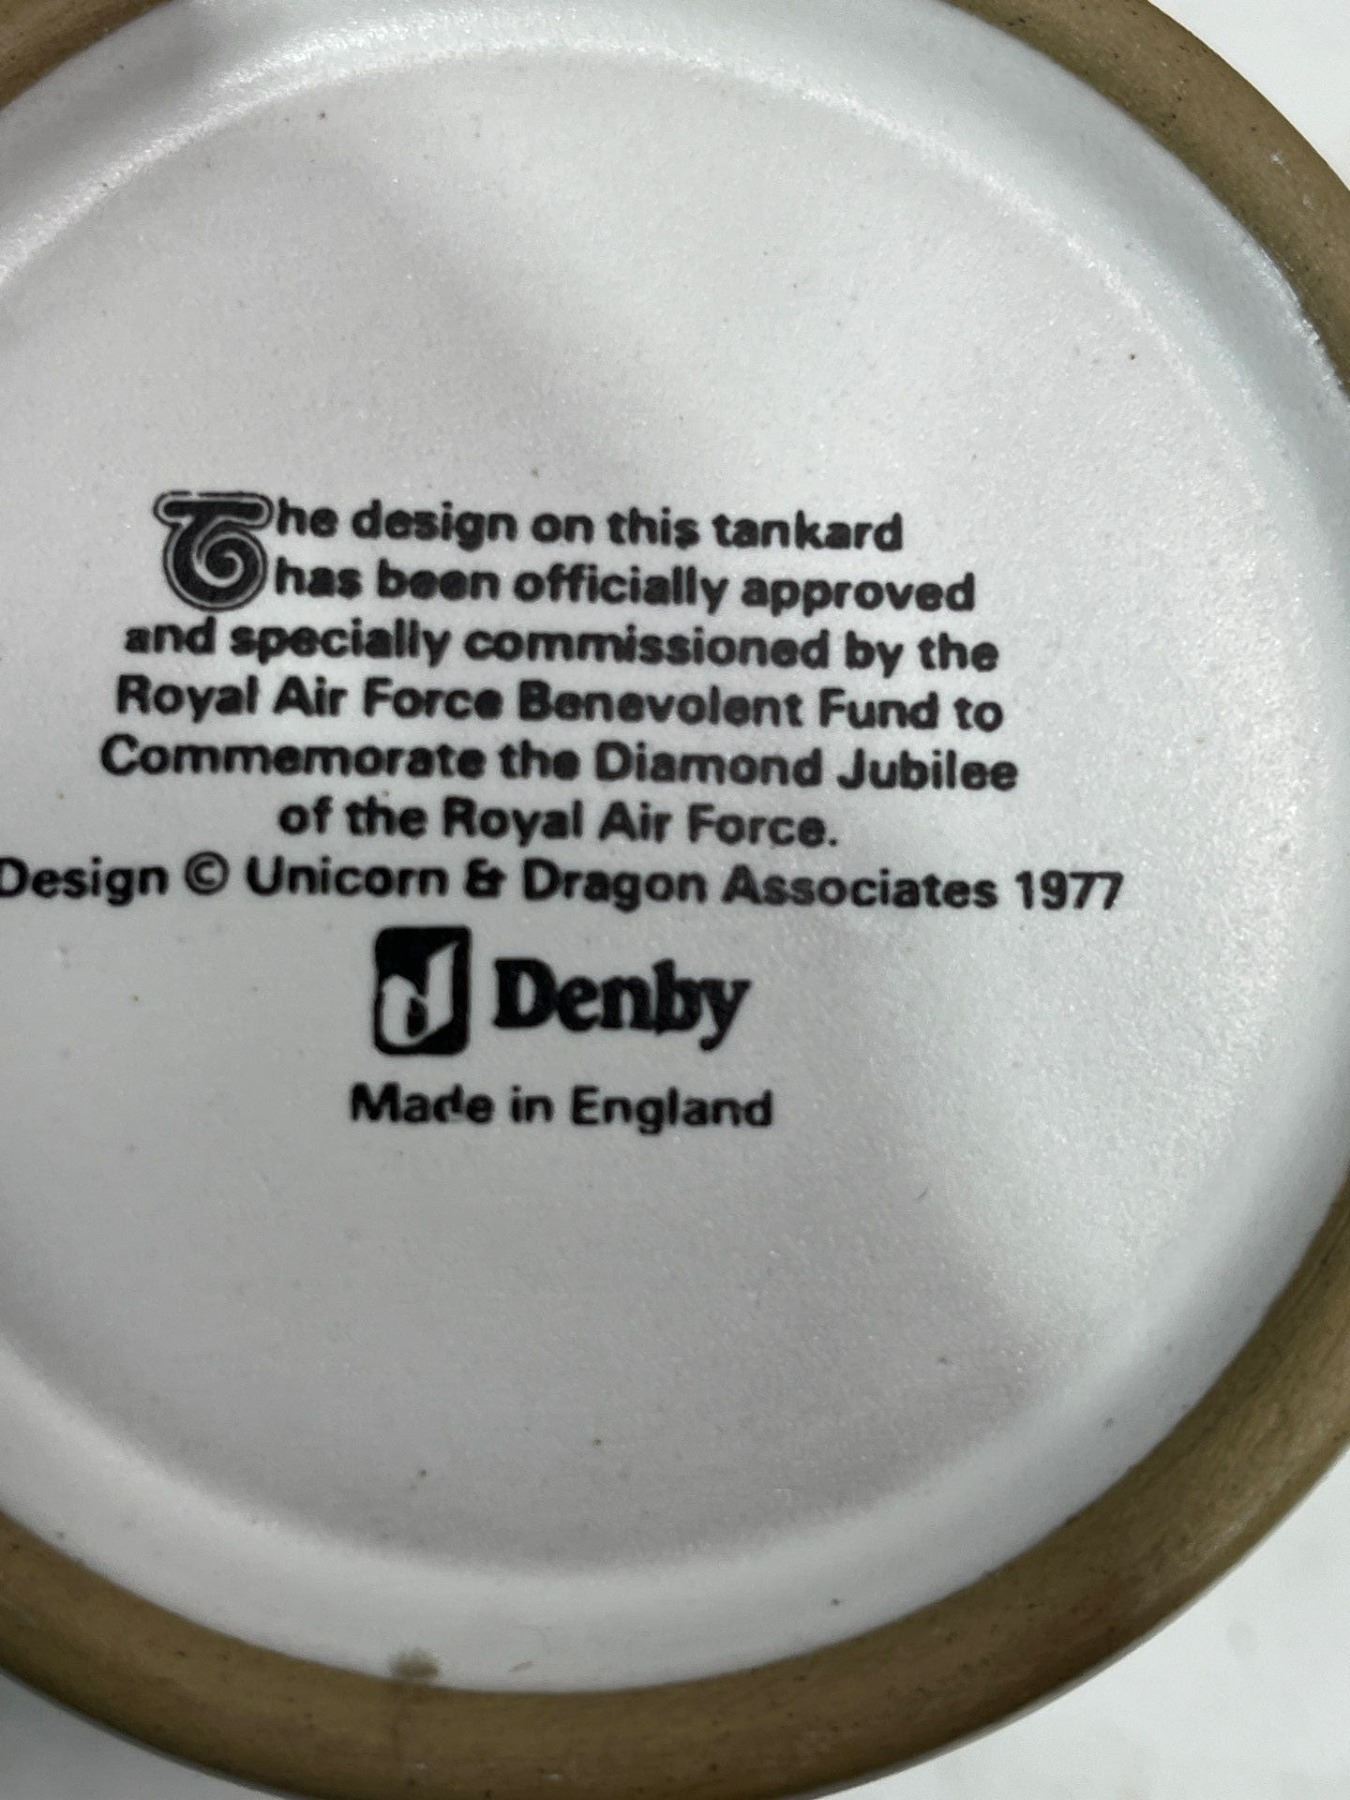 The design on this tankard
has been officially approved
and specially commissioned by the
Royal Air Force Benevolent Fund to
Commemorate the Diamond Jubilee
of the Royal Air Force.
Design © Unicorn & Dragon Associates 1977
Denby
Made in England